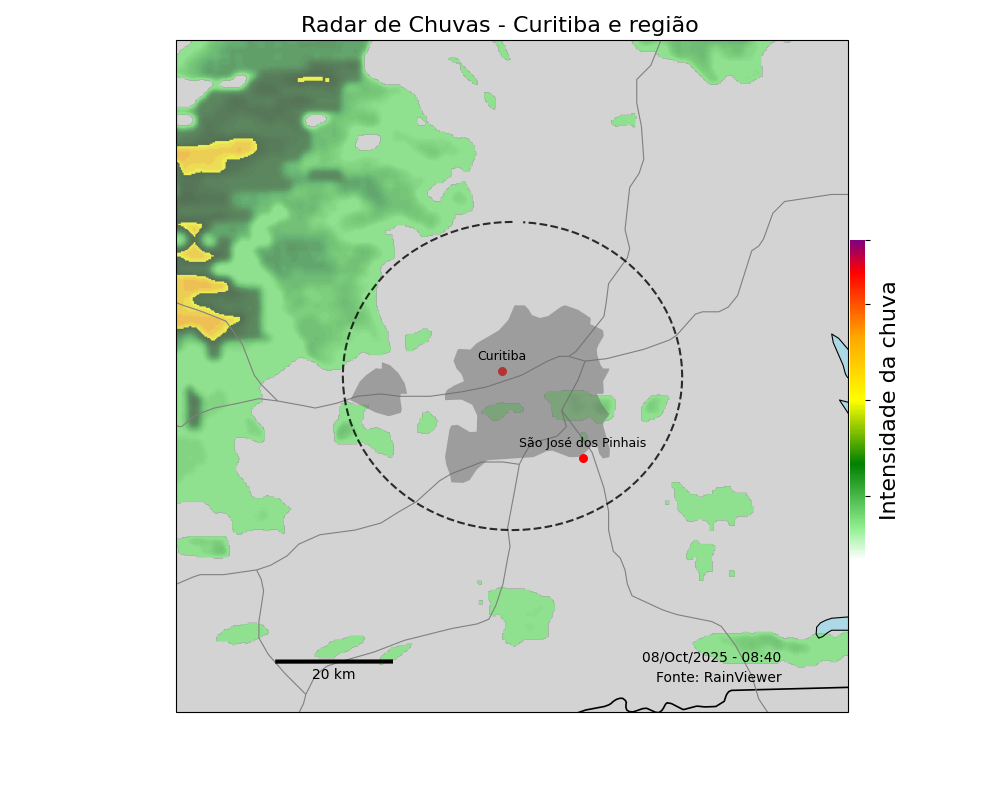 Radar de Chuvas - Curitiba e região
Curitiba
São José dos Pinhais
Intensidade da chuva
08/Oct/2025 - 08:40
Fonte: RainViewer
20 km